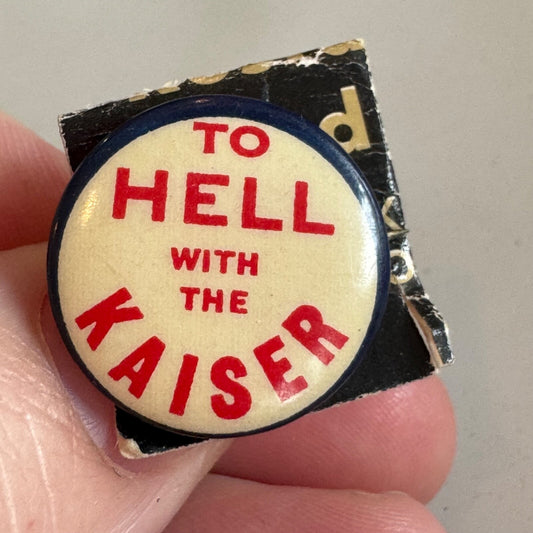 TO
HELL
WITH
THE
KAISER
d